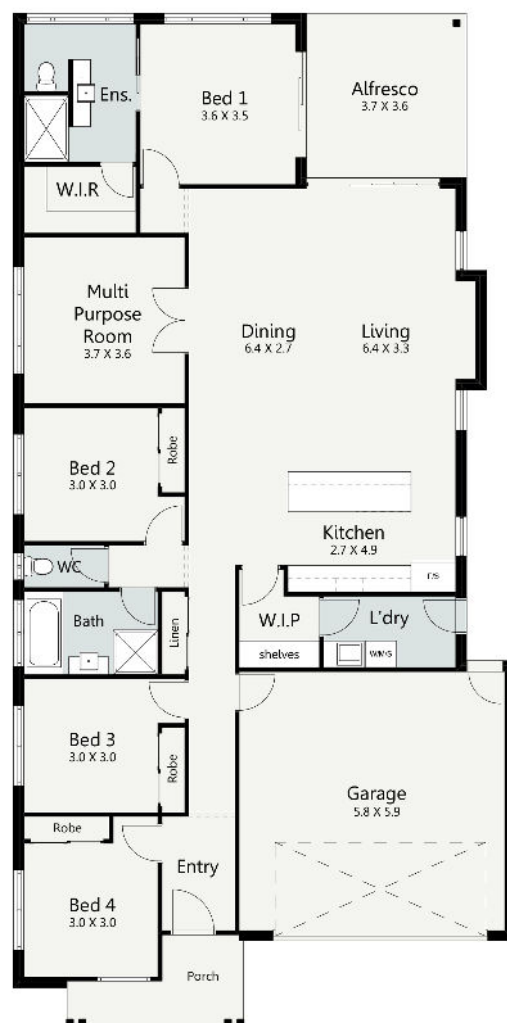 Ens.
Bed 1
3.6 X 3.5
Alfresco
3.7 X 3.6
W.I.R
Multi
Purpose
Room
3.7 X 3.6
Dining
6.4 X 2.7
Living
6.4 X 3.3
Bed 2
3.0 X 3.0
Robe
Kitchen
2.7 X 4.9
WC
Bath
Linen
W.I.P
shelves
L'dry
Bed 3
3.0 X 3.0
Robe
Garage
5.8 X 5.9
Robe
Entry
Bed 4
3.0 X 3.0
Porch